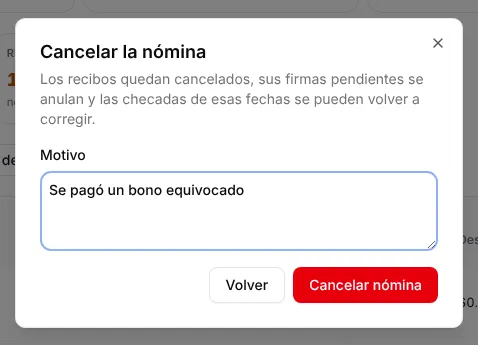 Cancelar la nómina
Los recibos quedan cancelados, sus firmas pendientes se
anulan y las checadas de esas fechas se pueden volver a
corregir.
Motivo
Se pagó un bono equivocado
Volver
Cancelar nómina
de